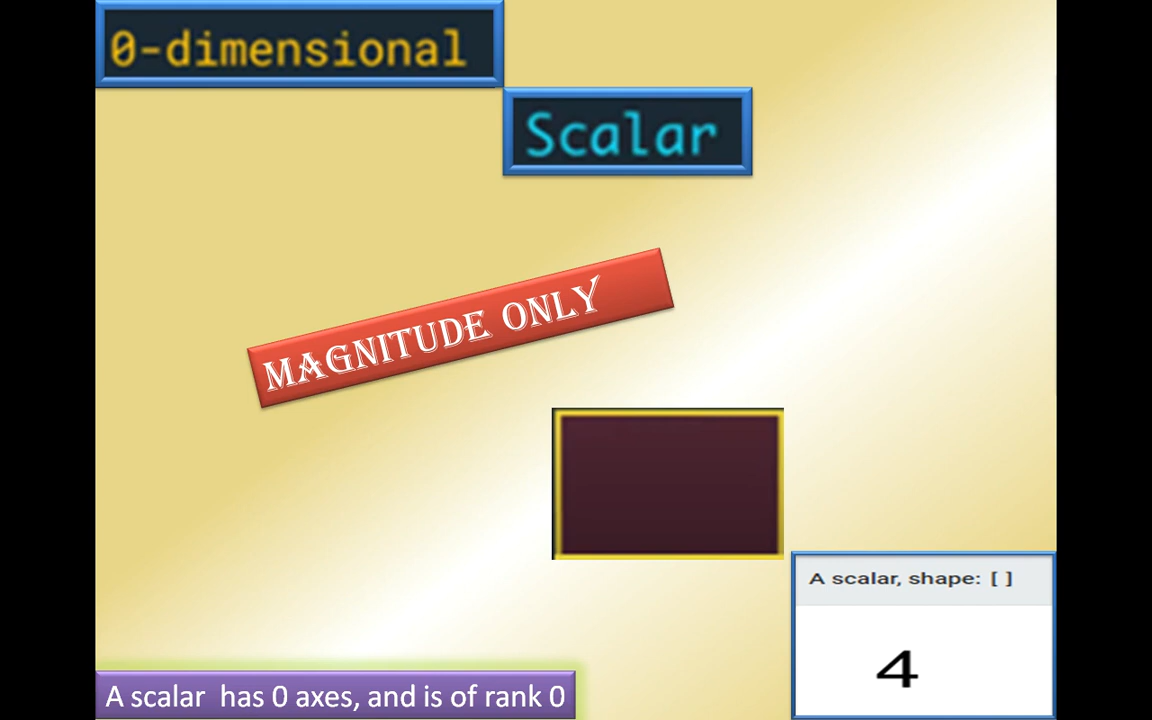 0-dimensional
Scalar
MAGNITUDE ONLY
A scalar, shape: [ ]
4
A scalar has 0 axes, and is of rank 0